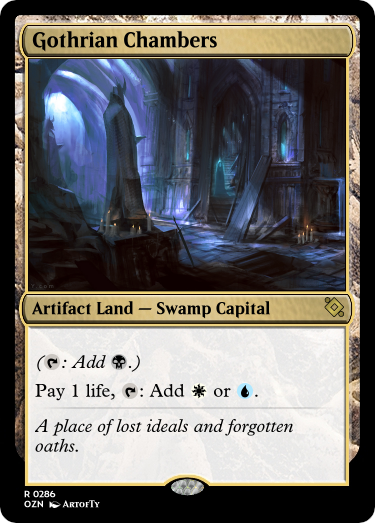 Gothrian Chambers
Artifact Land — Swamp Capital
(: Add .)
Pay 1 life, : Add or .
A place of lost ideals and forgotten
oaths.
R 0286
OZN ArtofTy